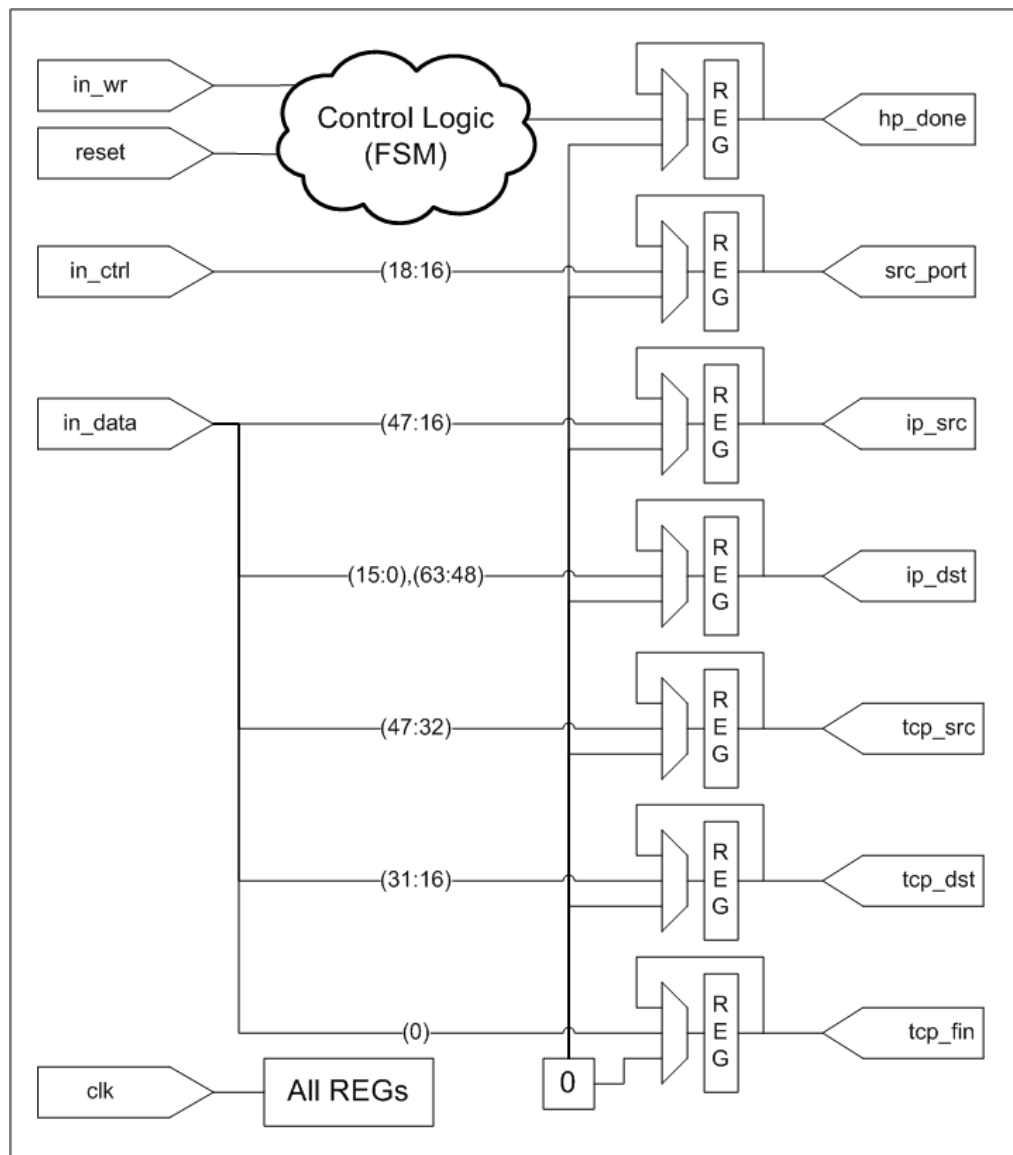 in_wr
Control Logic
(FSM)
R
E
G
hp_done
reset
in_ctrl
(18:16)
R
E
G
src_port
in_data
(47:16)
R
E
G
ip_src
(15:0),(63:48)
R
E
G
ip_dst
(47:32)
R
E
G
tcp_src
(31:16)
R
E
G
tcp_dst
(0)
R
E
G
tcp_fin
clk
All REGs
0